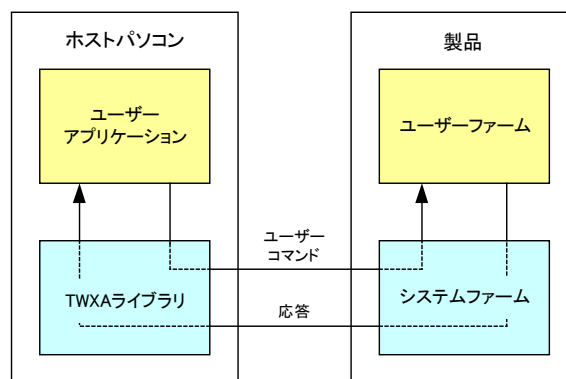 ホストパソコン
ユーザー
アプリケーション
TWXAライブラリ
ユーザー
コマンド
応答
製品
ユーザーファーム
システムファーム